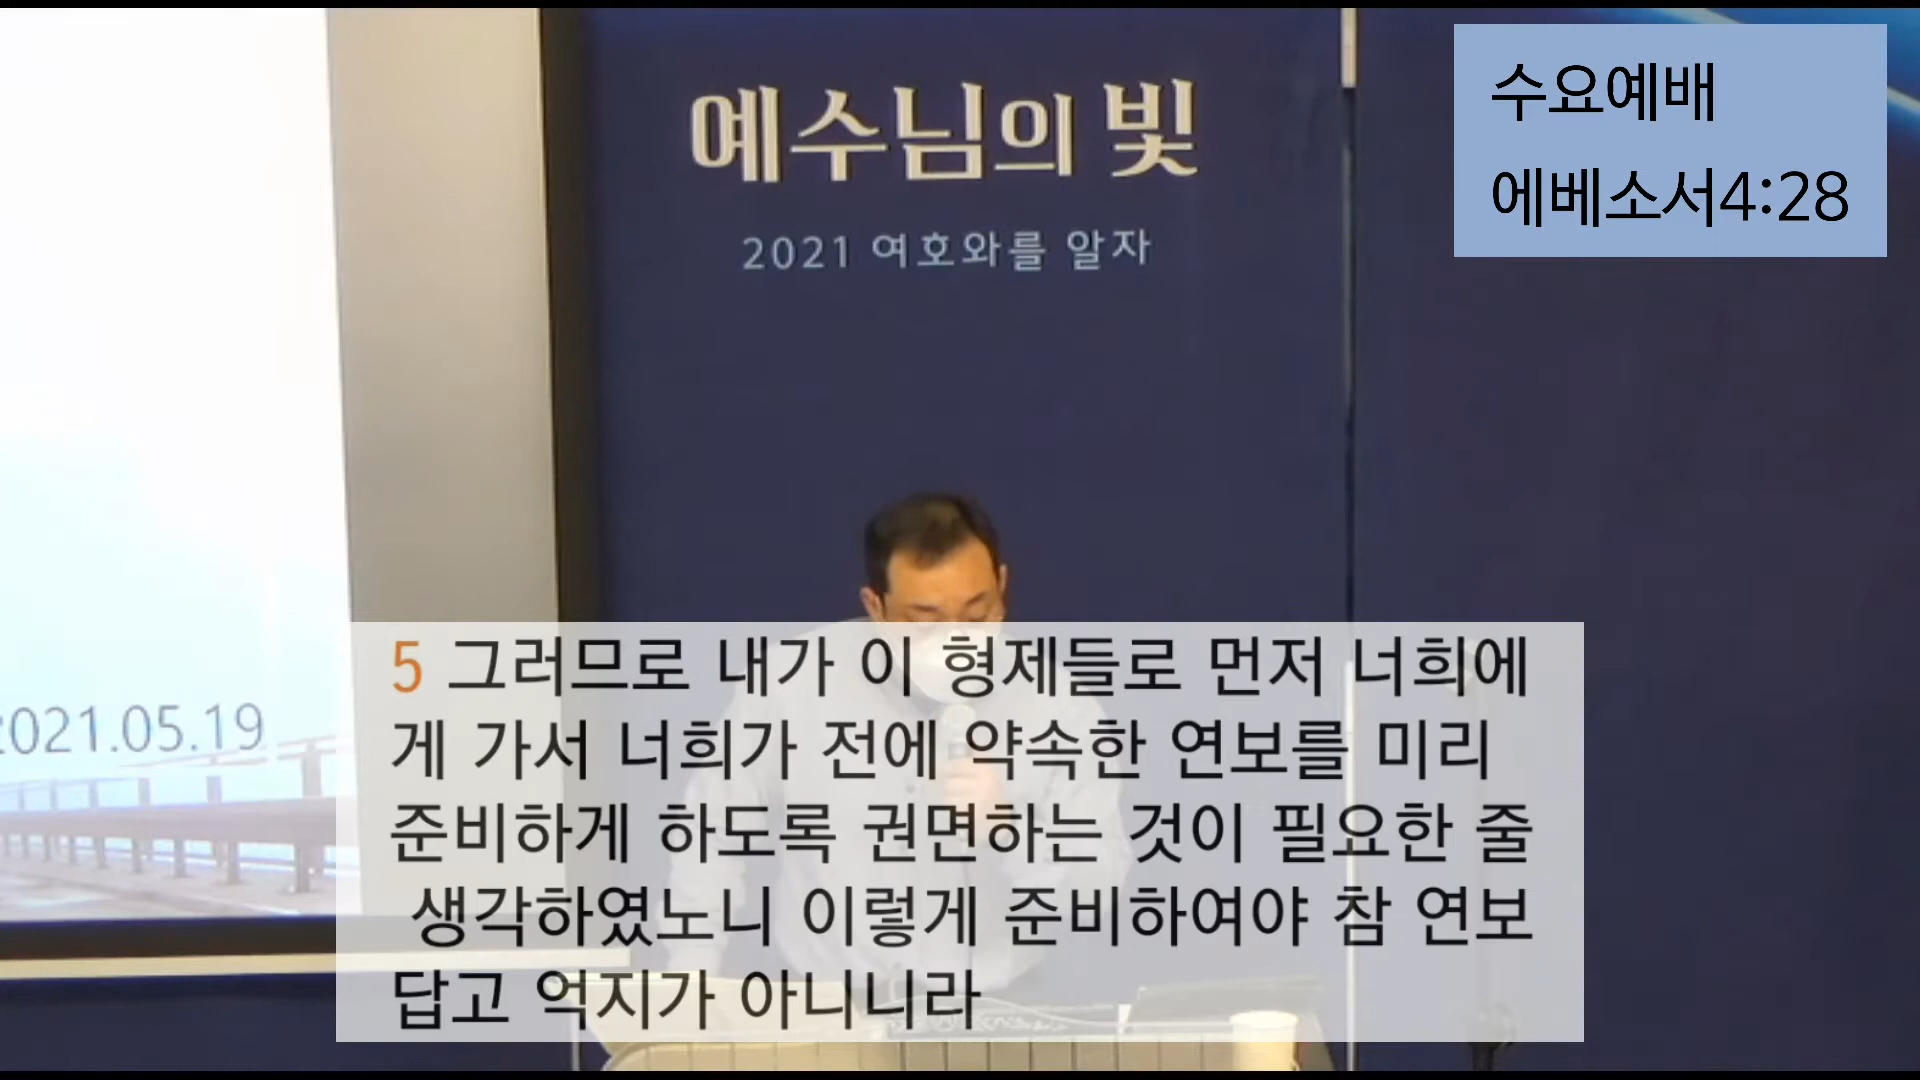 예수님의 빛
2021 여호와를 알자
수요예배
에베소서4:28
2021.05.19
5 그러므로 내가 이 형제들로 먼저 너희에
게 가서 너희가 전에 약속한 연보를 미리
준비하게 하도록 권면하는 것이 필요한 줄
생각하였노니 이렇게 준비하여야 참 연보
답고 억지가 아니니라